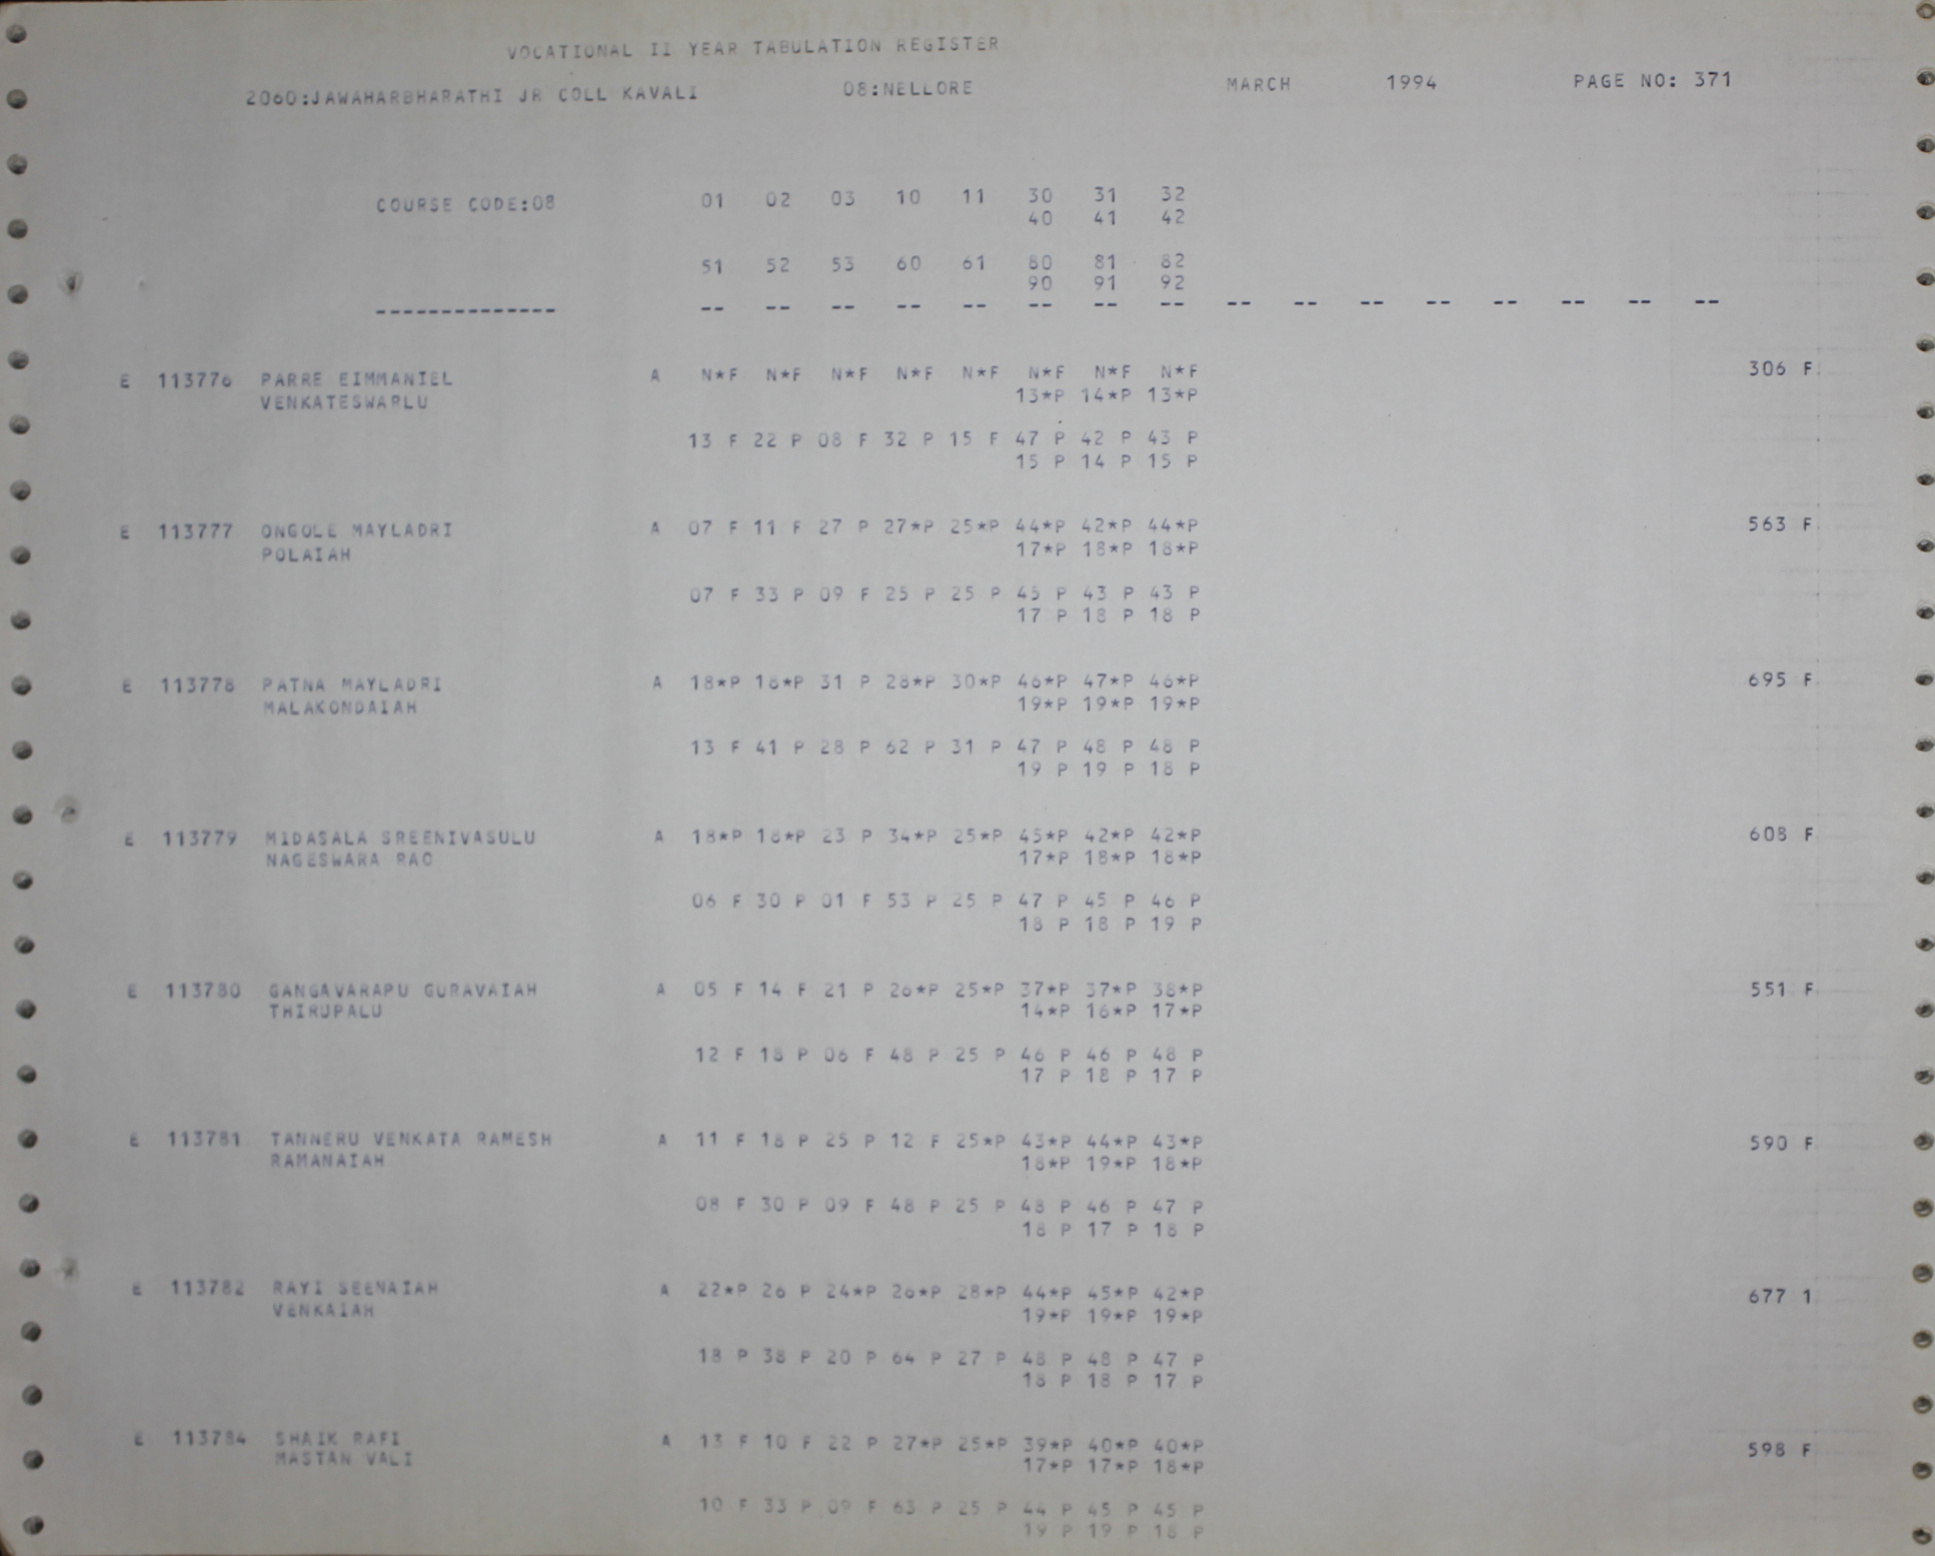 VOCATIONAL II YEAR TABULATION REGISTER
2060:JAWAHARBHARATHI JR COLL KAVALI 08:NELLORE MARCH 1994 PAGE NO: 371
COURSE CODE:08 01 02 03 10 11 30 31 32
40 41 42
51 52 53 60 61 80 81 82
90 91 92
-------------- -- -- -- -- -- -- -- -- -- -- -- -- -- -- -- --
E 113776 PARRE EIMMANIEL A N*F N*F N*F N*F N*F N*F N*F N*F 306 F
VENKATESWARLU 13*P 14*P 13*P
13 F 22 P 08 F 32 P 15 F 47 P 42 P 43 P
15 P 14 P 15 P
E 113777 ONGOLE MAYLADRI A 07 F 11 F 27 P 27*P 25*P 44*P 42*P 44*P 563 F
POLAIAH 17*P 18*P 18*P
07 F 33 P 09 F 25 P 25 P 45 P 43 P 43 P
17 P 18 P 18 P
E 113778 PATNA MAYLADRI A 18*P 18*P 31 P 28*P 30*P 46*P 47*P 46*P 695 F
MALAKONDAIAH 19*P 19*P 19*P
13 F 41 P 28 P 62 P 31 P 47 P 48 P 48 P
19 P 19 P 18 P
E 113779 MIDASALA SREENIVASULU A 18*P 18*P 23 P 34*P 25*P 45*P 42*P 42*P 608 F
NAGESWARA RAO 17*P 18*P 18*P
06 F 30 P 01 F 53 P 25 P 47 P 45 P 46 P
18 P 18 P 19 P
E 113780 GANGAVARAPU GURAVAIAH A 05 F 14 F 21 P 26*P 25*P 37*P 37*P 38*P 551 F
THIRUPALU 14*P 16*P 17*P
12 F 18 P 06 F 48 P 25 P 46 P 46 P 48 P
17 P 18 P 17 P
E 113781 TANNERU VENKATA RAMESH A 11 F 18 P 25 P 12 F 25*P 43*P 44*P 43*P 590 F
RAMANAIAH 18*P 19*P 18*P
08 F 30 P 09 F 48 P 25 P 48 P 46 P 47 P
18 P 17 P 18 P
E 113782 RAYI SEENAIAH A 22*P 26 P 24*P 26*P 28*P 44*P 45*P 42*P 677 1
VENKAIAH 19*P 19*P 19*P
18 P 38 P 20 P 64 P 27 P 48 P 48 P 47 P
18 P 18 P 17 P
E 113784 SHAIK RAFI A 13 F 10 F 22 P 27*P 25*P 39*P 40*P 40*P 598 F
MASTAN VALI 17*P 17*P 18*P
10 F 33 P 09 F 63 P 25 P 44 P 45 P 45 P
19 P 19 P 18 P